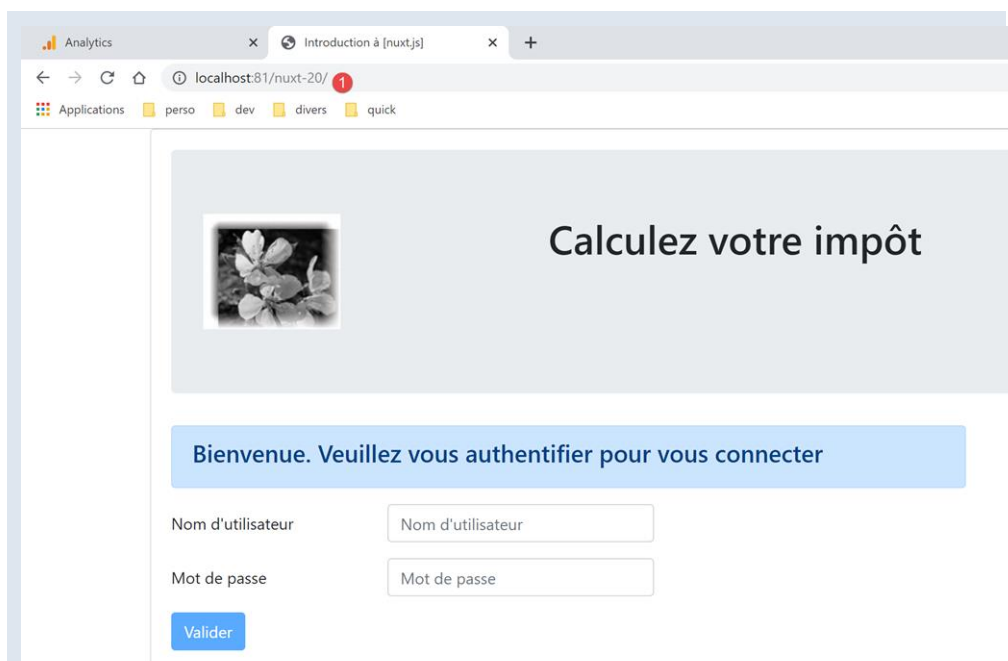 Analytics
Introduction à [nuxt.js]
localhost:81/nuxt-20/ 1
Applications perso dev divers quick
Calculez votre impôt
Bienvenue. Veuillez vous authentifier pour vous connecter
Nom d'utilisateur Nom d'utilisateur
Mot de passe Mot de passe
Valider